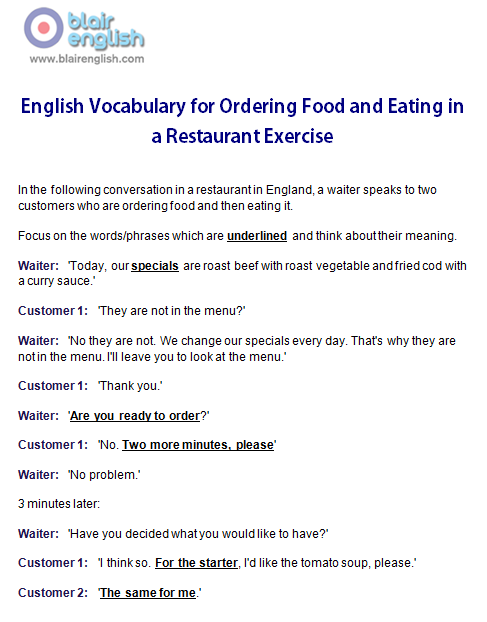 blair
english
www.blairenglish.com
English Vocabulary for Ordering Food and Eating in
a Restaurant Exercise
In the following conversation in a restaurant in England, a waiter speaks to two
customers who are ordering food and then eating it.
Focus on the words/phrases which are underlined and think about their meaning.
Waiter: 'Today, our specials are roast beef with roast vegetable and fried cod with
a curry sauce.'
Customer 1: 'They are not in the menu?'
Waiter: 'No they are not. We change our specials every day. That's why they are
not in the menu. I'll leave you to look at the menu.'
Customer 1: 'Thank you.'
Waiter: 'Are you ready to order?'
Customer 1: 'No. Two more minutes, please'
Waiter: 'No problem.'
3 minutes later:
Waiter: 'Have you decided what you would like to have?'
Customer 1: 'I think so. For the starter, I'd like the tomato soup, please.'
Customer 2: 'The same for me.'